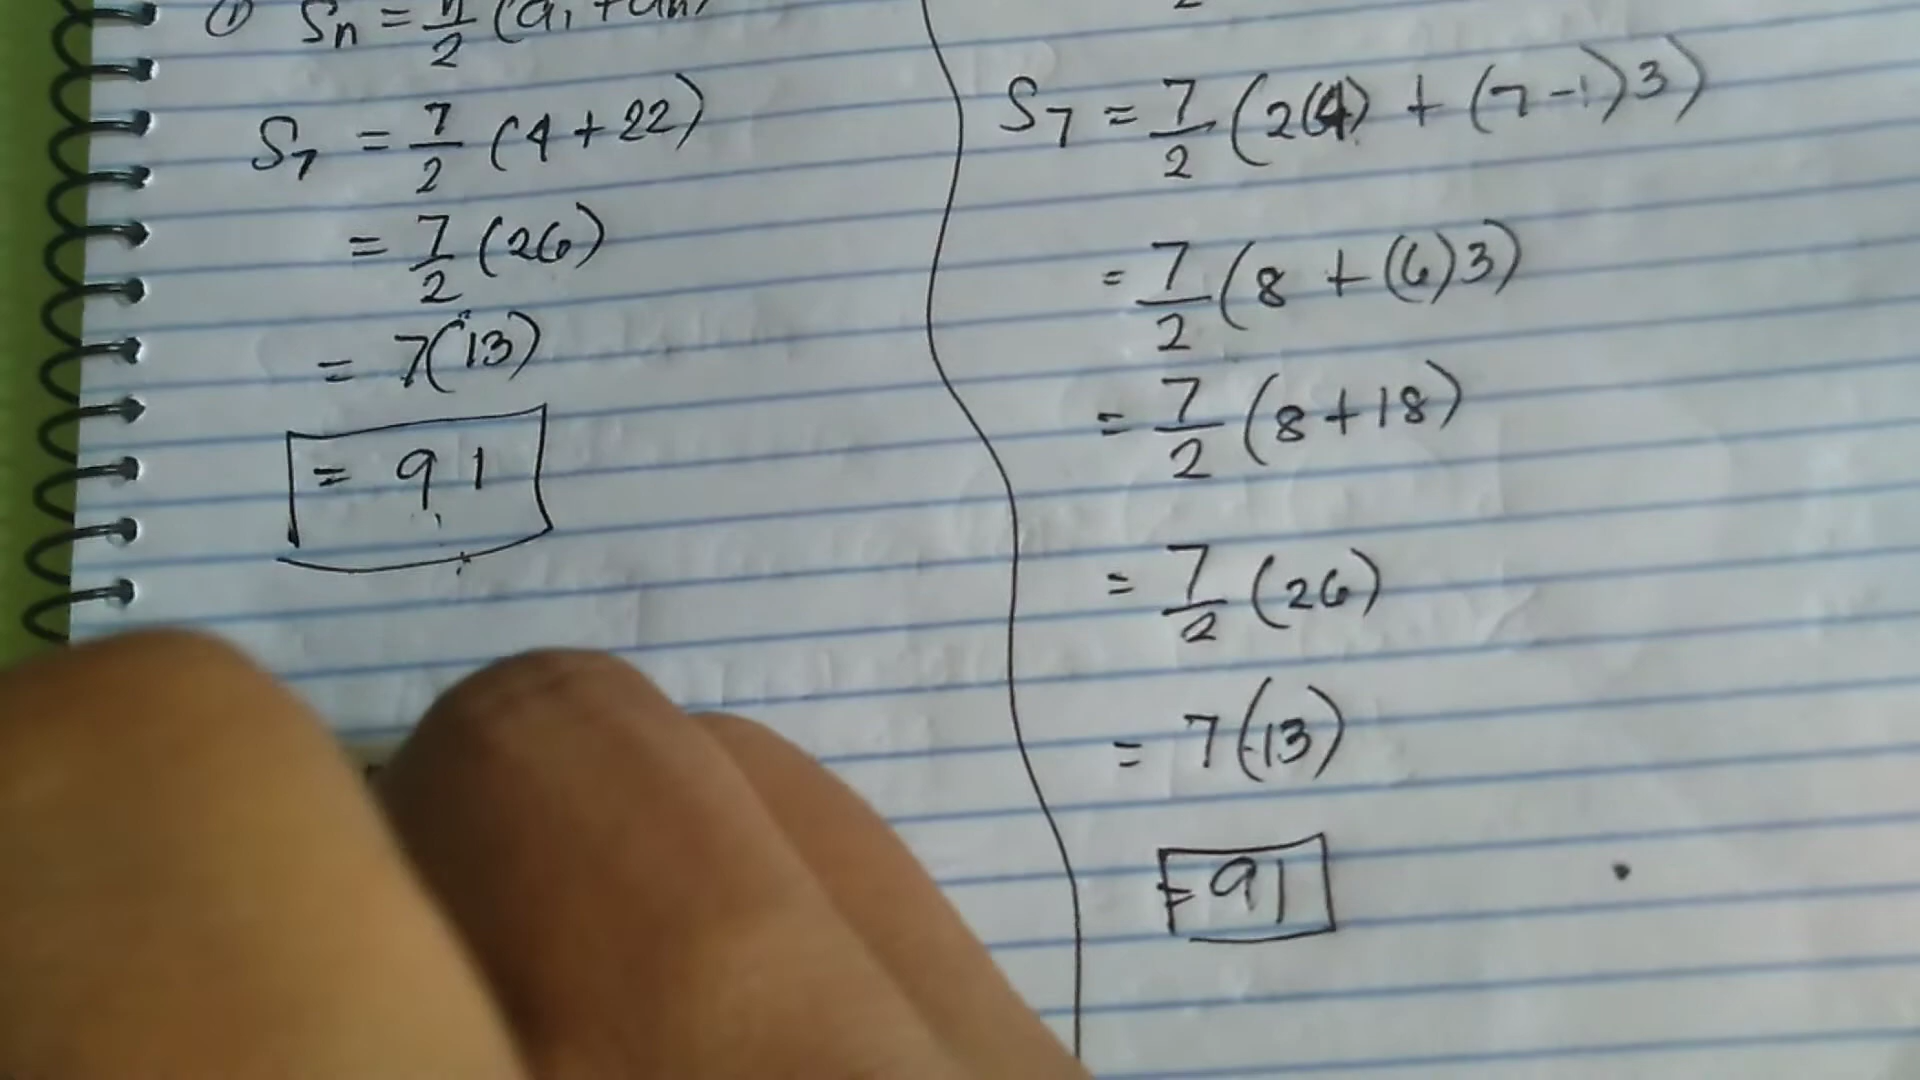 ① Sn = n/2 (a1 + an)
S7 = 7/2 (4 + 22)
= 7/2 (26)
= 7(13)
= 91
S7 = 7/2 (2(4) + (7-1)3)
= 7/2 (8 + (6)3)
= 7/2 (8 + 18)
= 7/2 (26)
= 7(13)
= 91